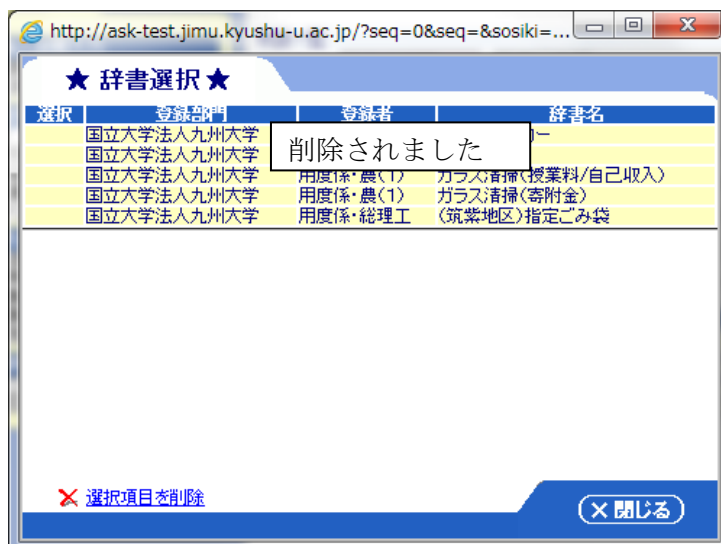 http://ask-test.jimu.kyushu-u.ac.jp/?seq=0&seq=&sosiki=...
★ 辞書選択 ★
選択 登録部門 登録者 辞書名
国立大学法人九州大学
国立大学法人九州大学
削除されました
国立大学法人九州大学 用度係・農(1) ガラス清掃(授業料/自己収入)
国立大学法人九州大学 用度係・農(1) ガラス清掃(寄附金)
国立大学法人九州大学 用度係・総理工 (筑紫地区)指定ごみ袋
選択項目を削除
×閉じる